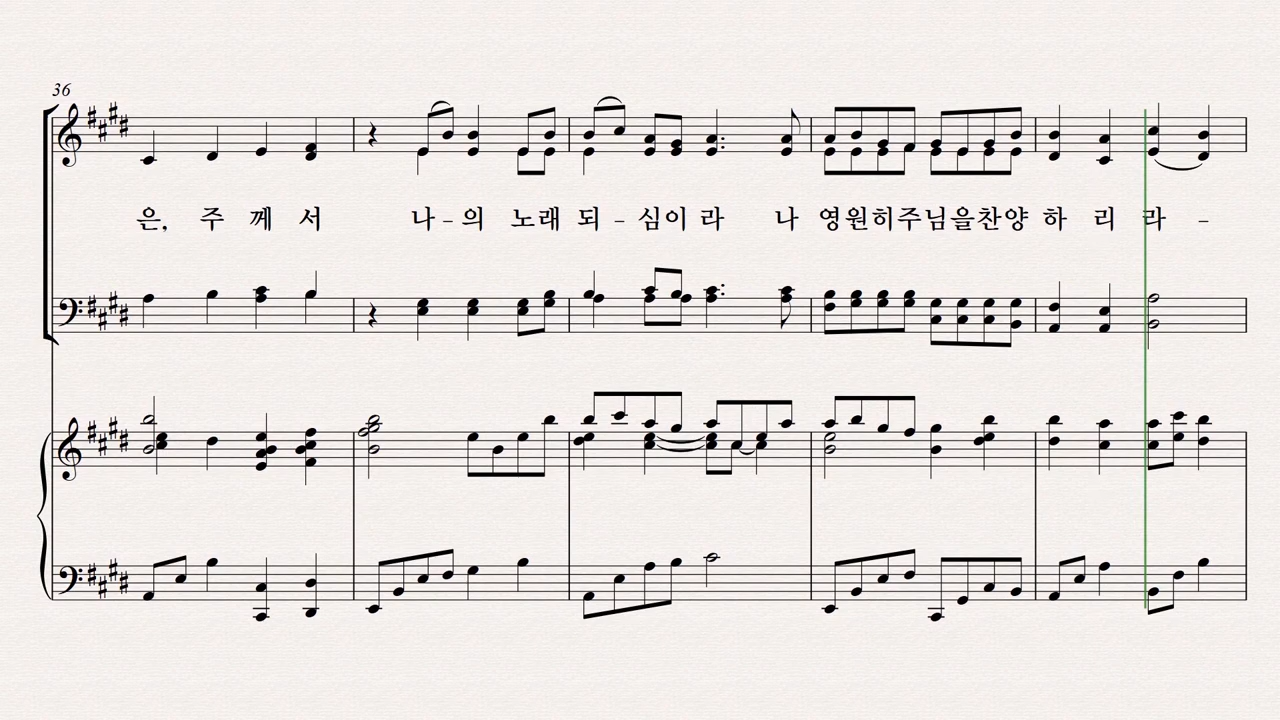 36
은, 주 께 서 나 - 의 노래 되 - 심이 라 나 영원히주님을찬양 하 리 라 -